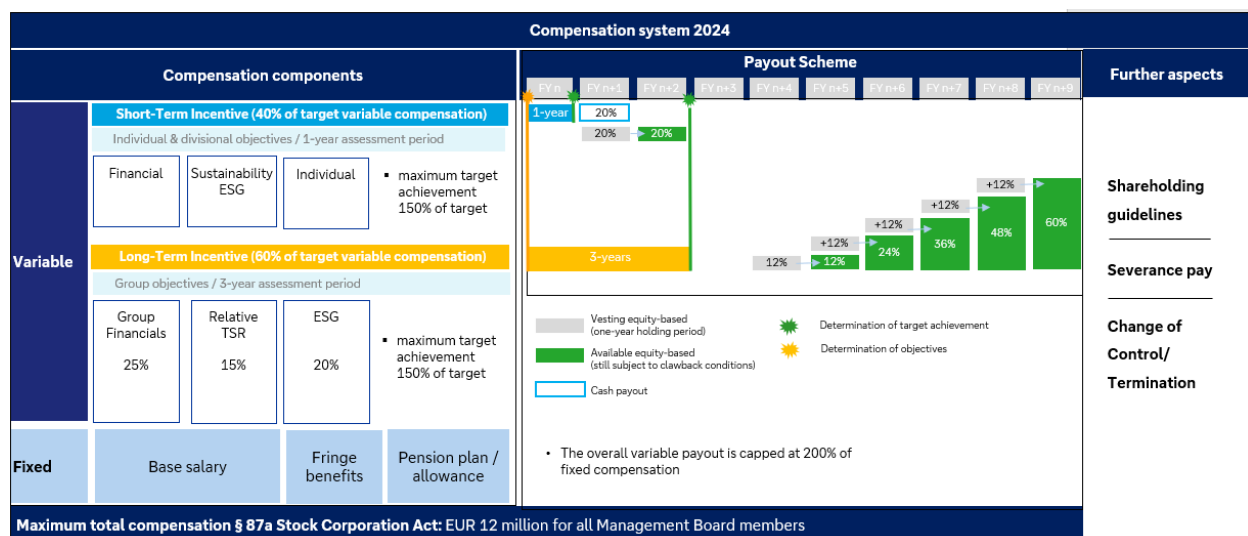 Compensation system 2024
Compensation components
Payout Scheme
Further aspects
FY n
FY n+1
FY n+2
FY n+3
FY n+4
FY n+5
FY n+6
FY n+7
FY n+8
FY n+9
Variable
Short-Term Incentive (40% of target variable compensation)
Individual & divisional objectives / 1-year assessment period
Financial
Sustainability
ESG
Individual
▪ maximum target
achievement
150% of target
Long-Term Incentive (60% of target variable compensation)
Group objectives / 3-year assessment period
Group
Financials
25%
Relative
TSR
15%
ESG
20%
▪ maximum target
achievement
150% of target
Fixed
Base salary
Fringe
benefits
Pension plan /
allowance
1-year
20%
20%
20%
3-years
12%
12%
+12%
24%
+12%
36%
+12%
48%
+12%
60%
Vesting equity-based
(one-year holding period)
Available equity-based
(still subject to clawback conditions)
Cash payout
Determination of target achievement
Determination of objectives
• The overall variable payout is capped at 200% of
fixed compensation
Shareholding
guidelines
Severance pay
Change of
Control/
Termination
Maximum total compensation § 87a Stock Corporation Act: EUR 12 million for all Management Board members